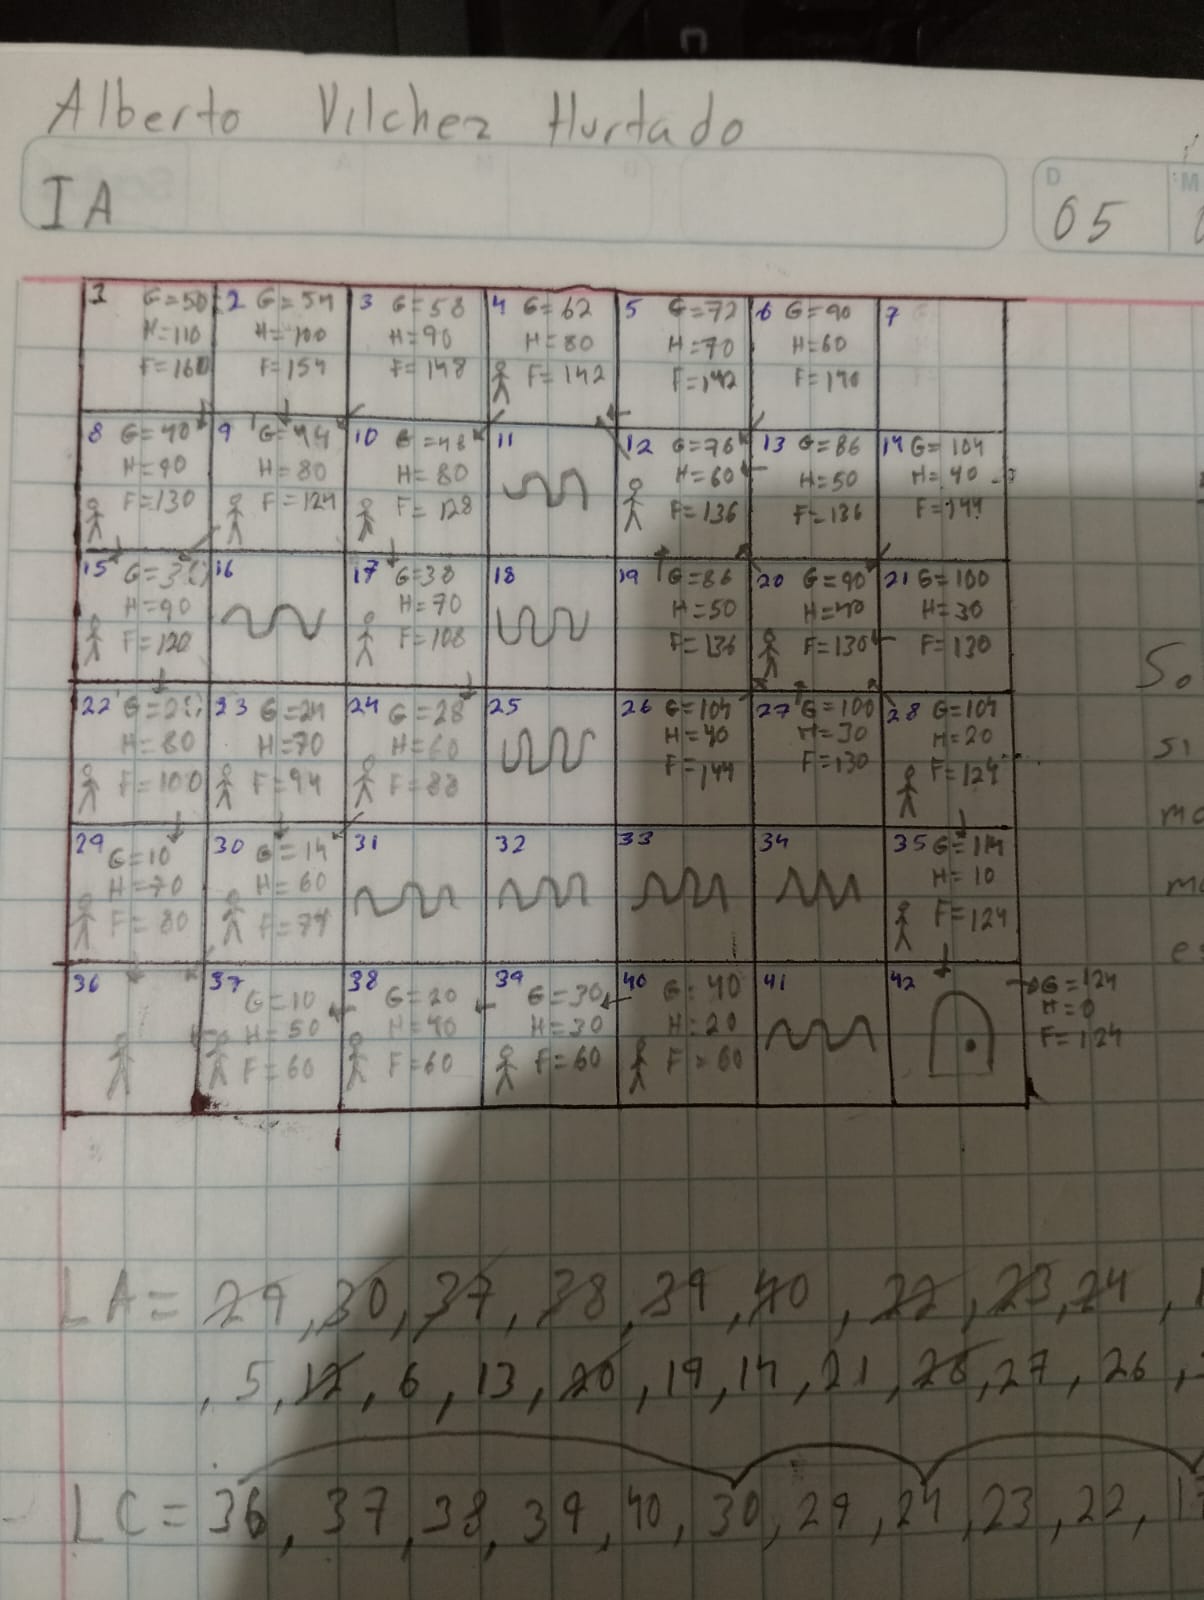 Alberto Vilchez Hurtado
IA
D
M
05
1 G=50 H=110 F=160
2 G=54 H=100 F=154
3 G=58 H=90 F=148
4 G=62 H=80 F=142
5 G=72 H=70 F=142
6 G=90 H=60 F=190
7
8 G=40 H=90 F=130
9 G=44 H=80 F=124
10 G=48 H=80 F=128
11
12 G=76 H=60 F=136
13 G=86 H=50 F=136
14 G=104 H=40 F=144
15 H=90 F=120
16
17 G=38 H=70 F=108
18
19 G=86 H=50 F=136
20 G=90 H=40 F=130
21 G=100 H=30 F=130
22 H=80 F=100
23 G=24 H=70 F=94
24 G=28 H=60 F=88
25
26 G=104 H=40 F=144
27 G=100 H=30 F=130
28 G=104 H=20 F=124
29 G=10 H=70 F=80
30 G=14 H=60 F=74
31
32
33
34
35 G=114 H=10 F=124
36
37 G=10 H=50 F=60
38 G=20 H=40 F=60
39 G=30 H=30 F=60
40 G=40 H=20 F=60
41
42 G=124 H=0 F=124
So
si
mo
LA= 29, 30, 37, 38, 39, 40, 22, 23, 24,
, 5, 12, 6, 13, 20, 19, 14, 21, 28, 27, 26,
LC= 36, 37, 38, 39, 40, 30, 29, 24, 23, 22,